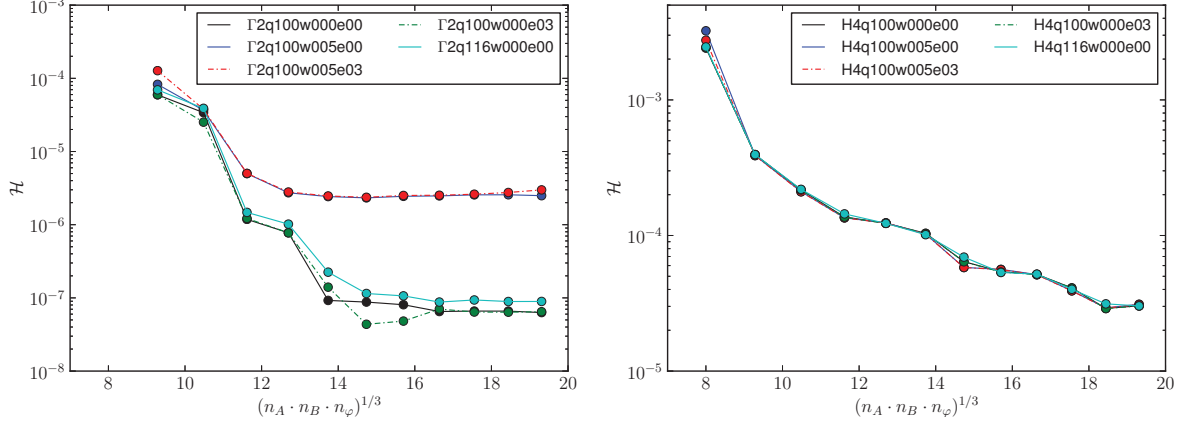 10⁻³
10⁻⁴
10⁻⁵
10⁻⁶
10⁻⁷
10⁻⁸
ℋ
Γ2q100w000e00
Γ2q100w005e00
Γ2q100w005e03
Γ2q100w000e03
Γ2q116w000e00
8 10 12 14 16 18 20
(n_A · n_B · n_φ)^{1/3}
10⁻³
10⁻⁴
10⁻⁵
ℋ
H4q100w000e00
H4q100w005e00
H4q100w005e03
H4q100w000e03
H4q116w000e00
8 10 12 14 16 18 20
(n_A · n_B · n_φ)^{1/3}